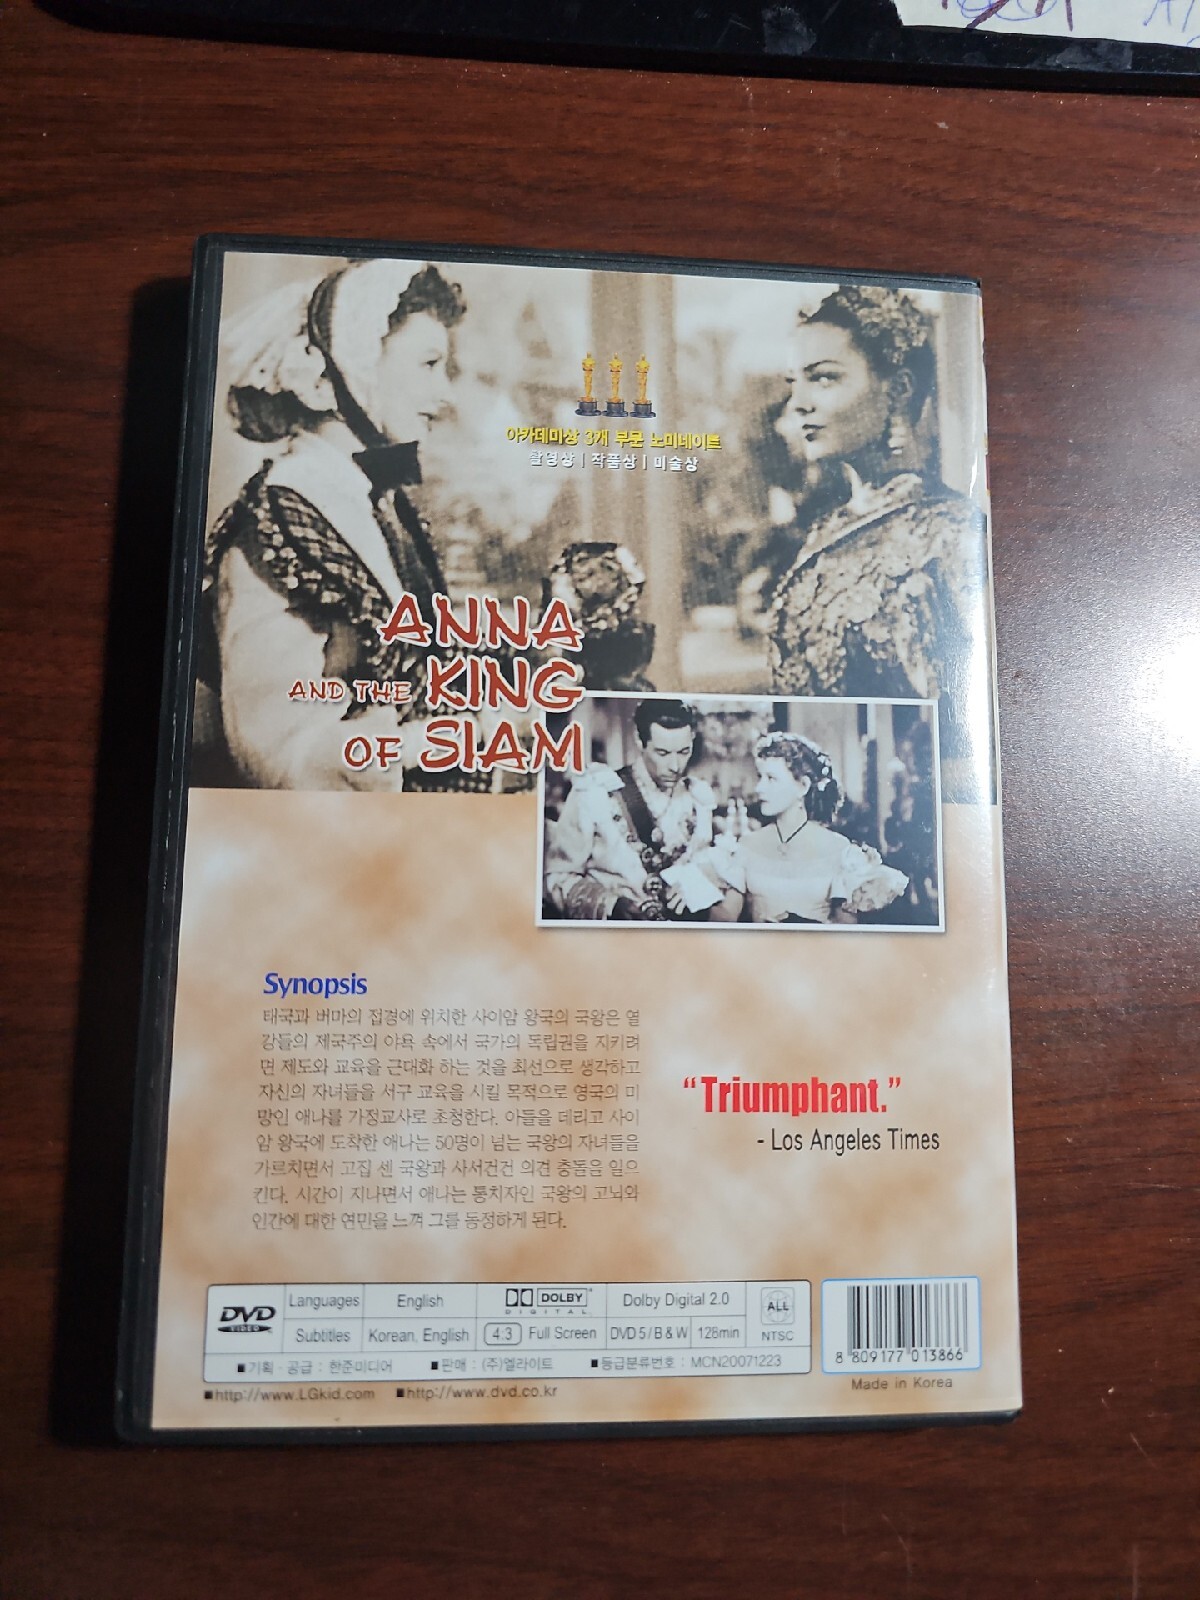 아카데미상 3개 부문 노미네이트
촬영상 | 작품상 | 미술상
ANNA
AND THE KING
OF SIAM
Synopsis
태국과 버마의 접경에 위치한 사이암 왕국의 국왕은 열
강들의 제국주의 야욕 속에서 국가의 독립권을 지키려
면 제도와 교육을 근대화 하는 것을 최선으로 생각하고
자신의 자녀들을 서구 교육을 시킬 목적으로 영국의 미
망인 애나를 가정교사로 초청한다. 아들을 데리고 사이
암 왕국에 도착한 애나는 50명이 넘는 국왕의 자녀들을
가르치면서 고집 센 국왕과 사서건건 의견 충돌을 일으
킨다. 시간이 지나면서 애나는 통치자인 국왕의 고뇌와
인간에 대한 연민을 느껴 그를 동정하게 된다.
“Triumphant.”
- Los Angeles Times
DVD VIDEO
Languages English
DOLBY DIGITAL
Dolby Digital 2.0
ALL
NTSC
Subtitles Korean, English
4:3 Full Screen
DVD 5 / B & W 128min
■기획·공급 : 한준미디어 ■판매 : (주)엘라이트 ■등급분류번호 : MCN20071223
■http://www.LGkid.com ■http://www.dvd.co.kr
8 809177 013866
Made in Korea